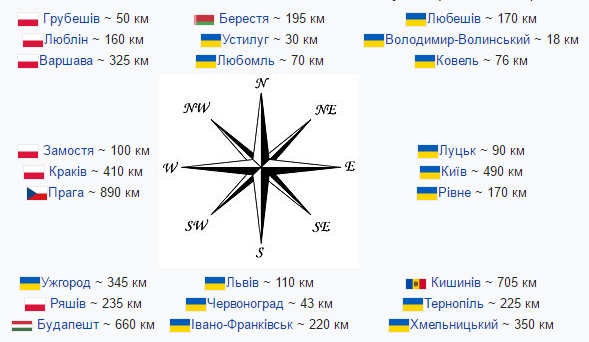 Грубешів ~ 50 км Берестя ~ 195 км Любешів ~ 170 км
Люблін ~ 160 км Устилуг ~ 30 км Володимир-Волинський ~ 18 км
Варшава ~ 325 км Любомль ~ 70 км Ковель ~ 76 км
N
NW NE
Замостя ~ 100 км Луцьк ~ 90 км
Краків ~ 410 км W E Київ ~ 490 км
Прага ~ 890 км Рівне ~ 170 км
SW SE
S
Ужгород ~ 345 км Львів ~ 110 км Кишинів ~ 705 км
Ряшів ~ 235 км Червоноград ~ 43 км Тернопіль ~ 225 км
Будапешт ~ 660 км Івано-Франківськ ~ 220 км Хмельницький ~ 350 км